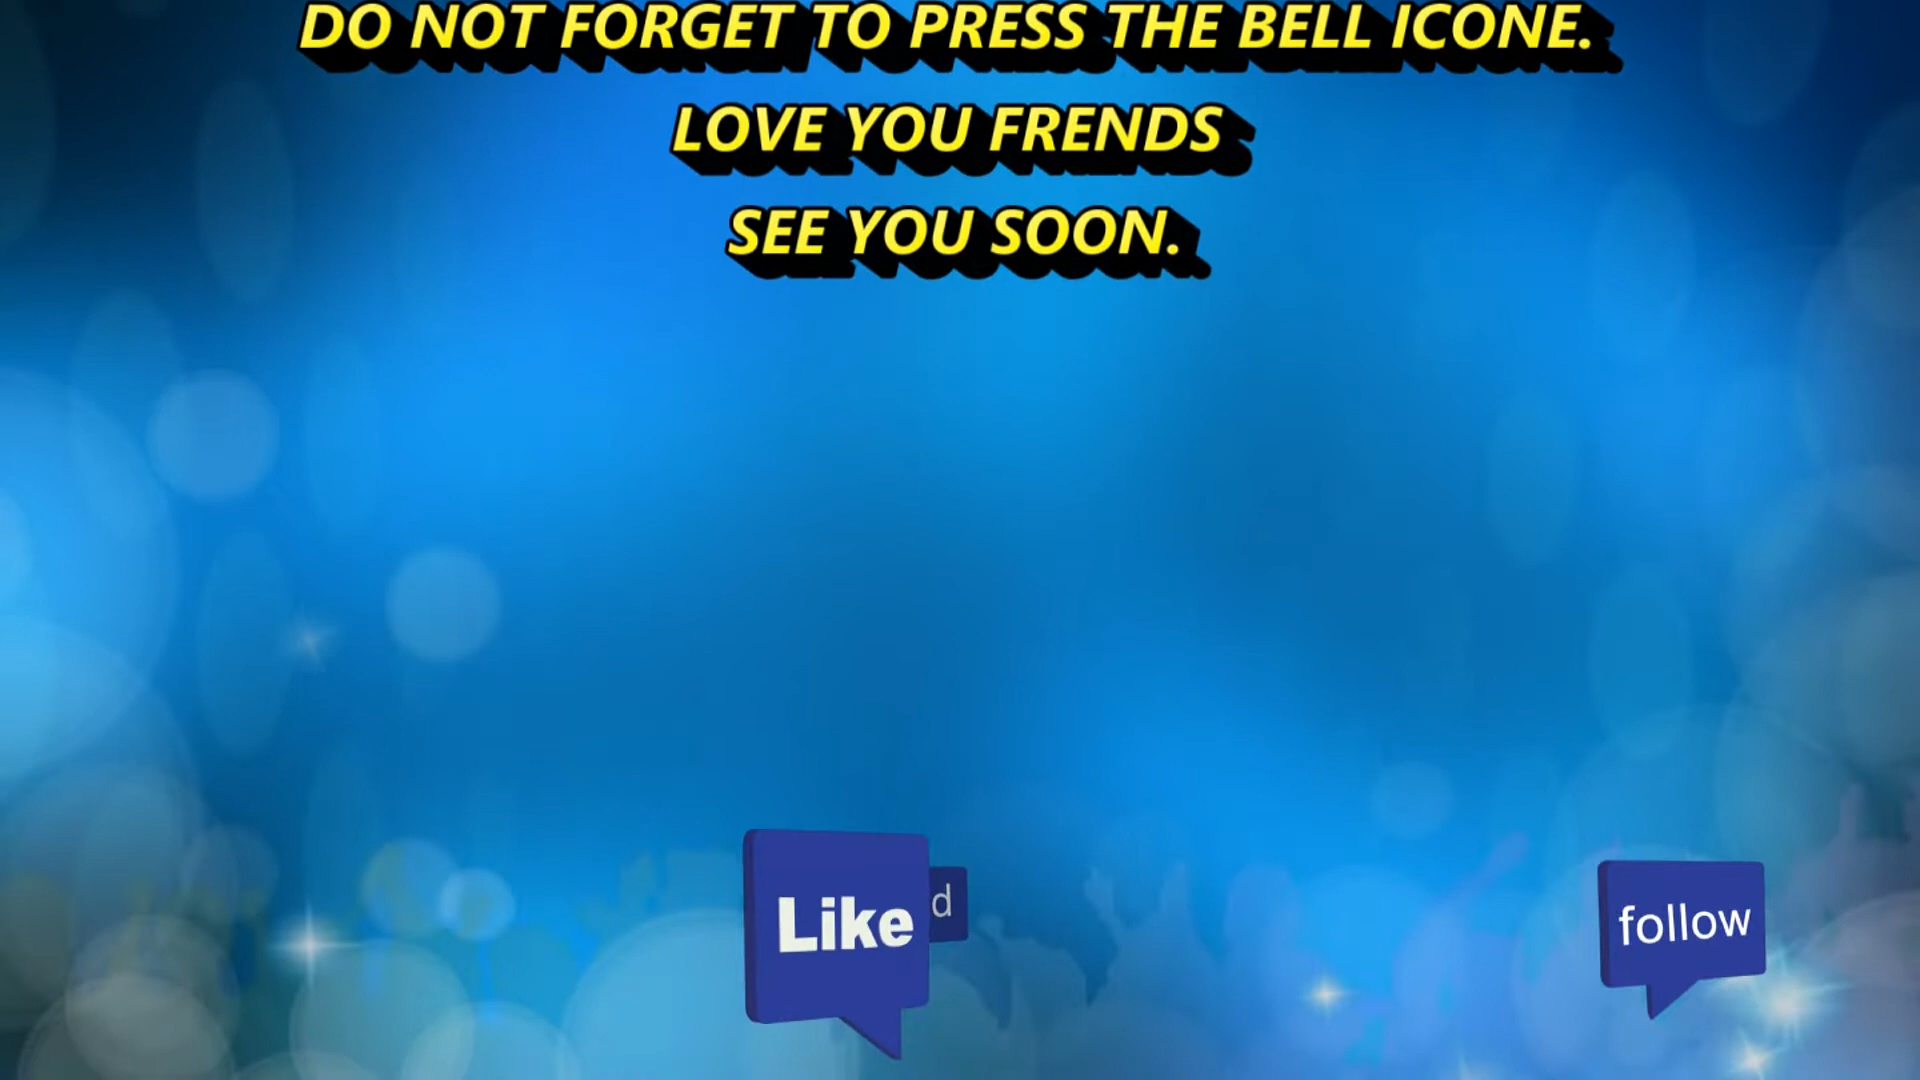 DO NOT FORGET TO PRESS THE BELL ICONE.
LOVE YOU FRENDS
SEE YOU SOON.
Like
d
follow